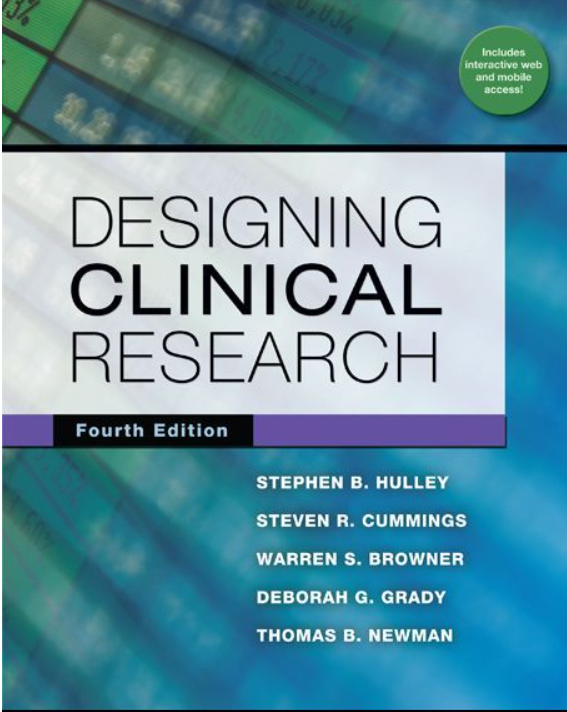 Includes
interactive web
and mobile
access!
DESIGNING
CLINICAL
RESEARCH
Fourth Edition
STEPHEN B. HULLEY
STEVEN R. CUMMINGS
WARREN S. BROWNER
DEBORAH G. GRADY
THOMAS B. NEWMAN